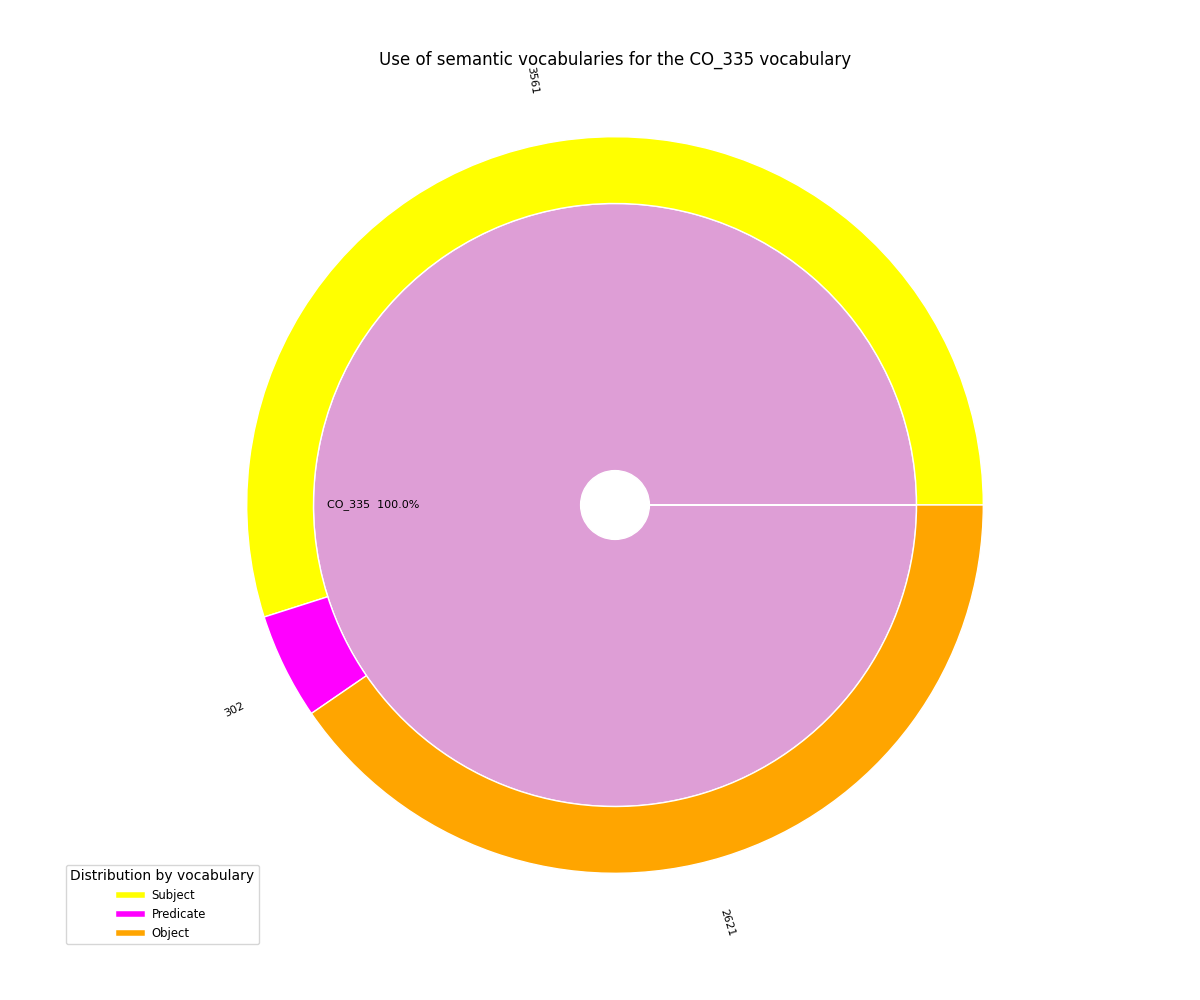 Use of semantic vocabularies for the CO_335 vocabulary
3561
CO_335  100.0%
302
2621
Distribution by vocabulary
Subject
Predicate
Object